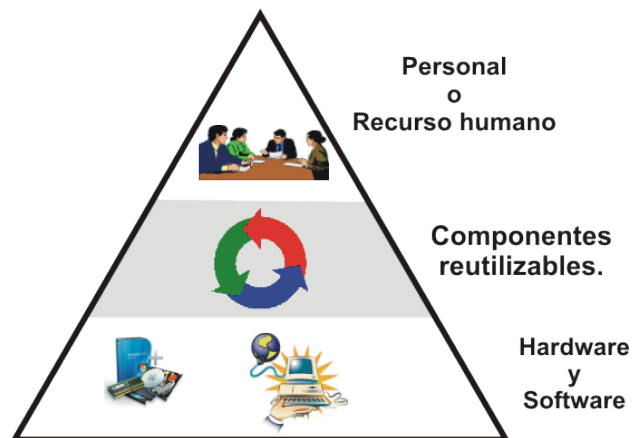 Personal
o
Recurso humano
Componentes
reutilizables.
Hardware
y
Software